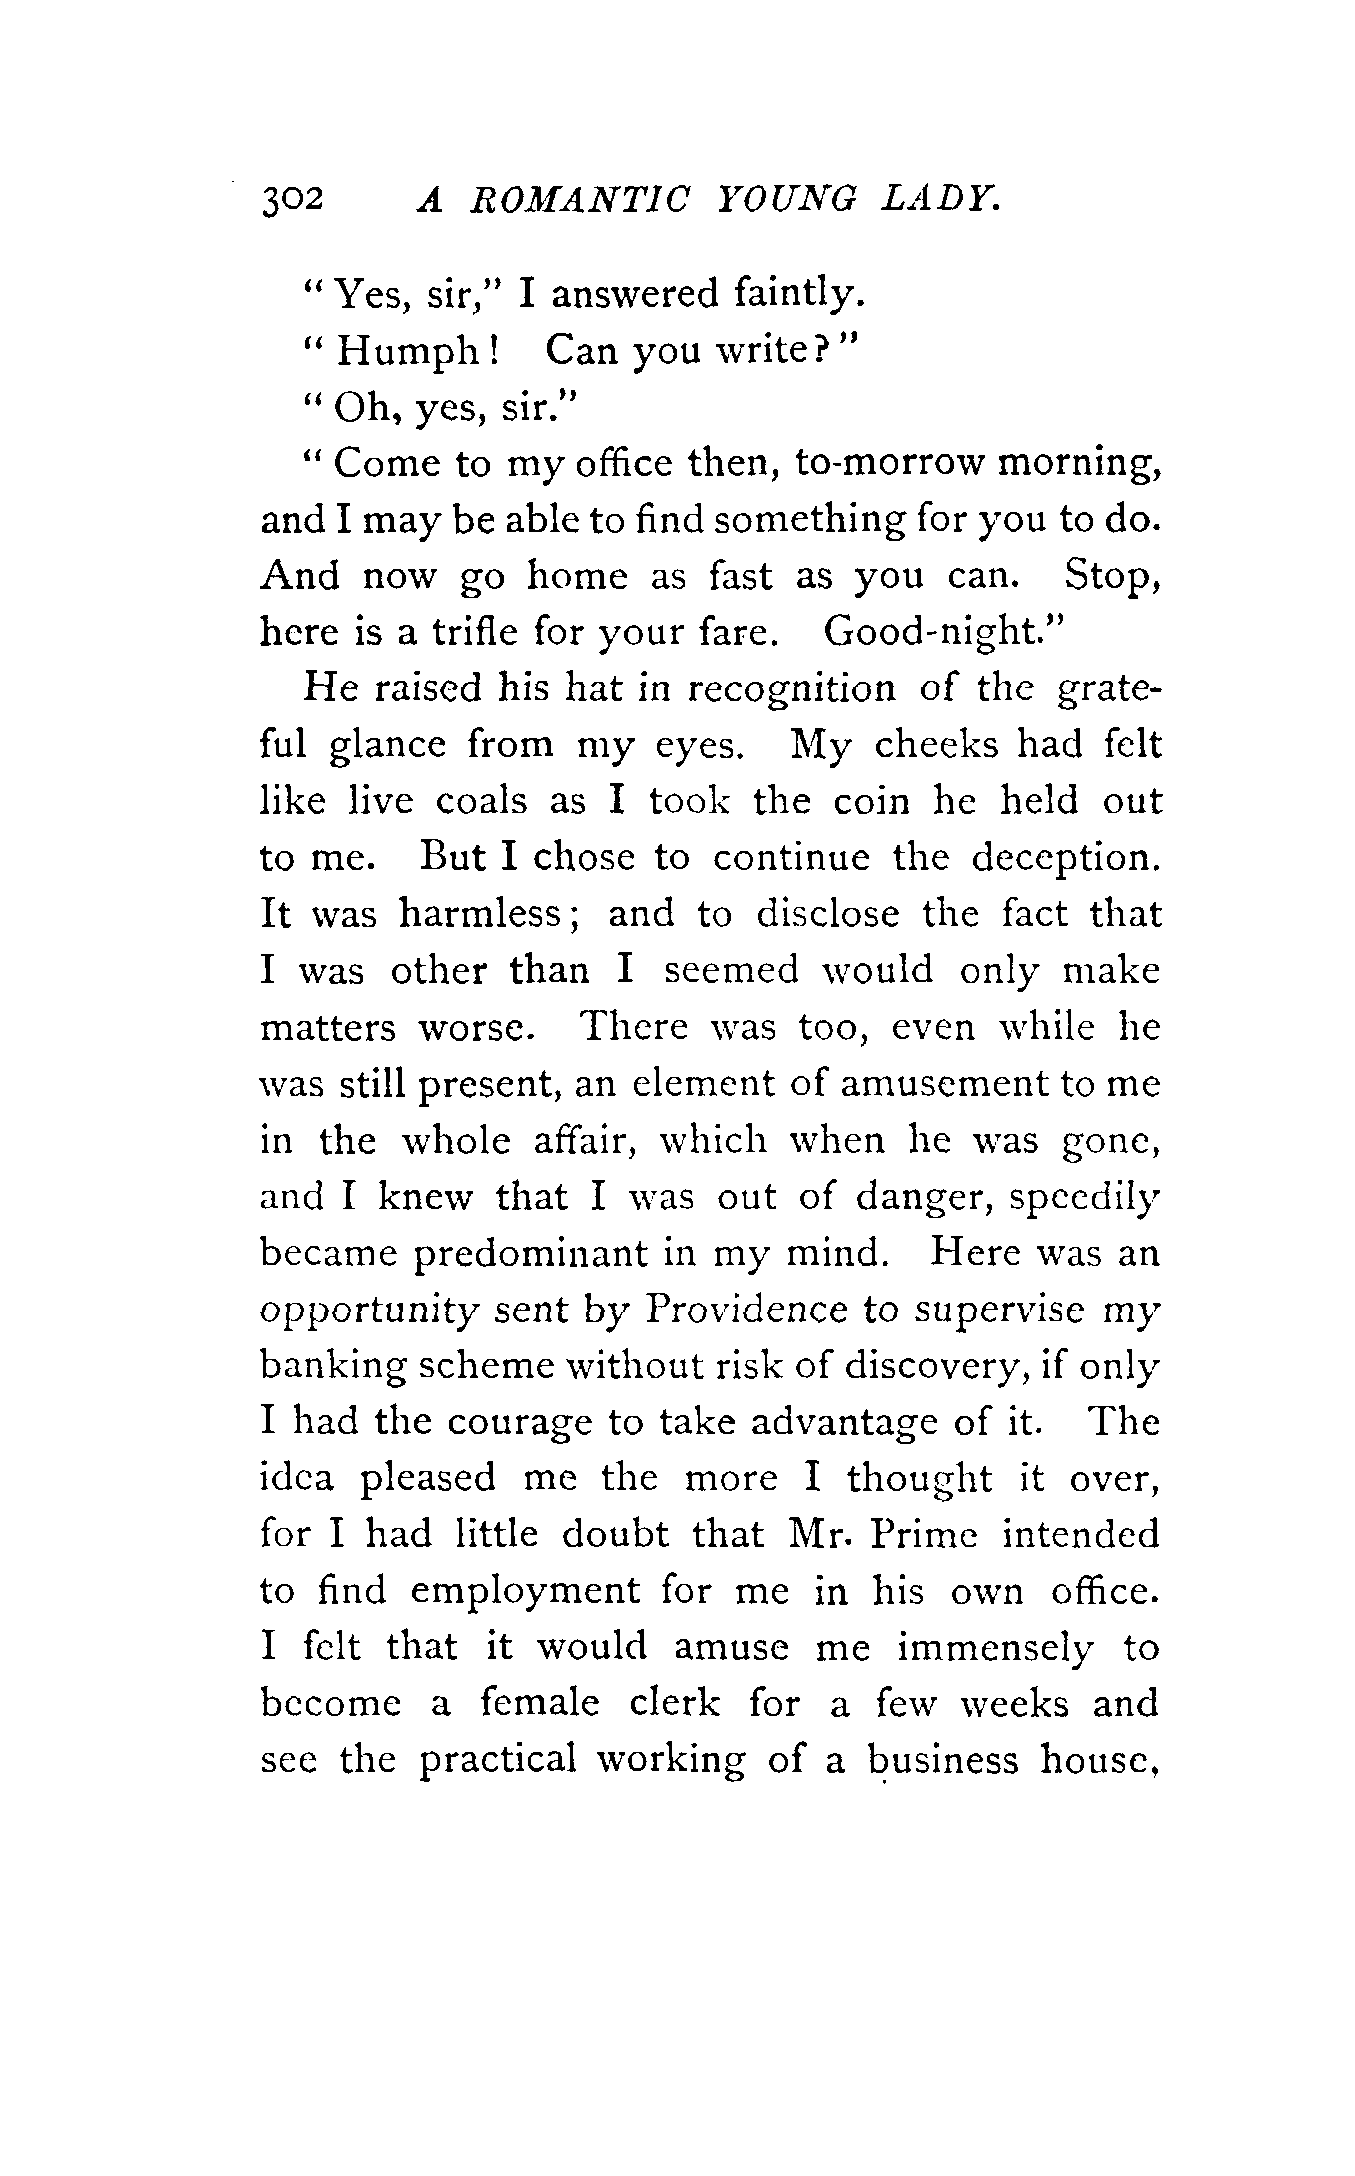 302 A ROMANTIC YOUNG LADY.
“Yes, sir,” I answered faintly.
“Humph! Can you write?”
“Oh, yes, sir.”
“Come to my office then, to-morrow morning,
and I may be able to find something for you to do.
And now go home as fast as you can. Stop,
here is a trifle for your fare. Good-night.”
He raised his hat in recognition of the grate-
ful glance from my eyes. My cheeks had felt
like live coals as I took the coin he held out
to me. But I chose to continue the deception.
It was harmless; and to disclose the fact that
I was other than I seemed would only make
matters worse. There was too, even while he
was still present, an element of amusement to me
in the whole affair, which when he was gone,
and I knew that I was out of danger, speedily
became predominant in my mind. Here was an
opportunity sent by Providence to supervise my
banking scheme without risk of discovery, if only
I had the courage to take advantage of it. The
idea pleased me the more I thought it over,
for I had little doubt that Mr. Prime intended
to find employment for me in his own office.
I felt that it would amuse me immensely to
become a female clerk for a few weeks and
see the practical working of a business house,